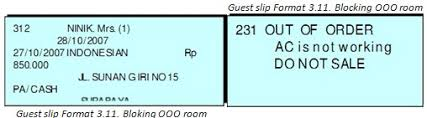 Guest slip Format 3.11. Blocking OOO room
312 NINIK. Mrs. (1)
28/10/2007
27/10/2007 INDONESIAN Rp
850.000
JL. SUNAN GIRI NO 15
PA/ CASH
SURABAYA
231 OUT OF ORDER
AC is not working
DO NOT SALE
Guest slip Format 3.11. Bloking OOO room